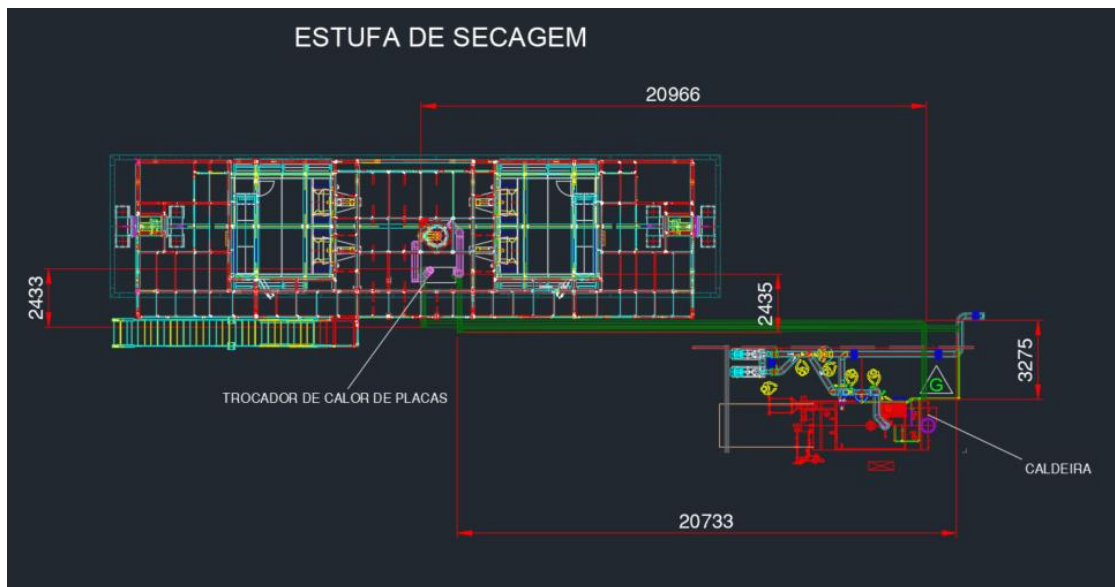 ESTUFA DE SECAGEM
20966
2433
2435
3275
G
TROCADOR DE CALOR DE PLACAS
CALDEIRA
20733